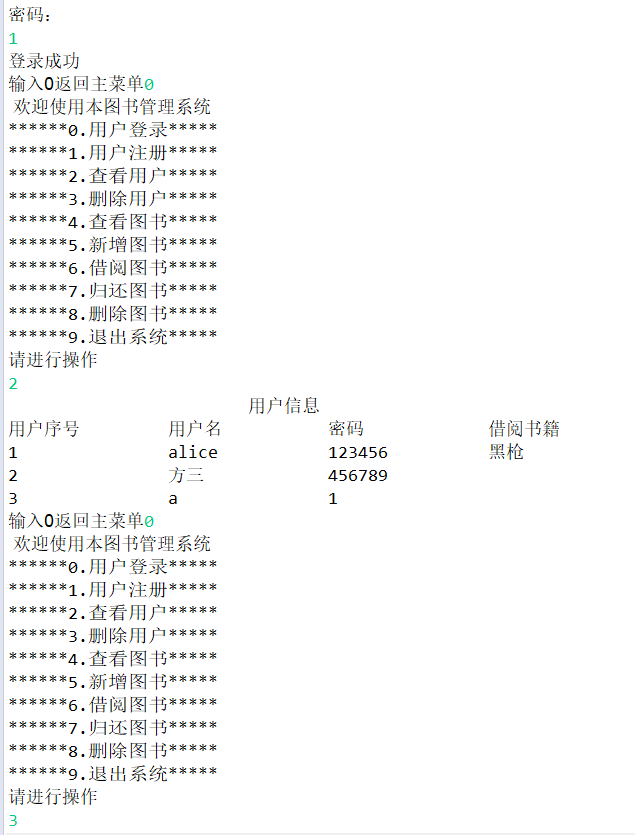 密码：
1
登录成功
输入0返回主菜单0
欢迎使用本图书管理系统
******0.用户登录*****
******1.用户注册*****
******2.查看用户*****
******3.删除用户*****
******4.查看图书*****
******5.新增图书*****
******6.借阅图书*****
******7.归还图书*****
******8.删除图书*****
******9.退出系统*****
请进行操作
2
用户信息
用户序号 用户名 密码 借阅书籍
1 alice 123456 黑枪
2 方三 456789
3 a 1
输入0返回主菜单0
欢迎使用本图书管理系统
******0.用户登录*****
******1.用户注册*****
******2.查看用户*****
******3.删除用户*****
******4.查看图书*****
******5.新增图书*****
******6.借阅图书*****
******7.归还图书*****
******8.删除图书*****
******9.退出系统*****
请进行操作
3